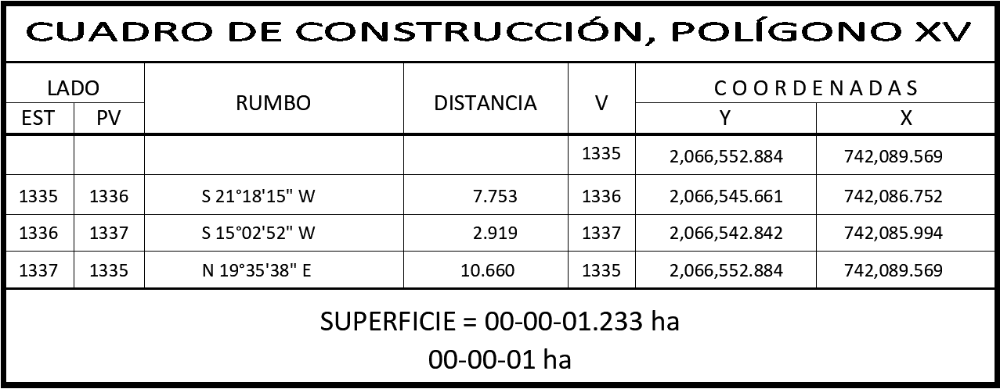 CUADRO DE CONSTRUCCIÓN, POLÍGONO XV
LADO RUMBO DISTANCIA V C O O R D E N A D A S
EST PV Y X
1335 2,066,552.884 742,089.569
1335 1336 S 21°18'15" W 7.753 1336 2,066,545.661 742,086.752
1336 1337 S 15°02'52" W 2.919 1337 2,066,542.842 742,085.994
1337 1335 N 19°35'38" E 10.660 1335 2,066,552.884 742,089.569
SUPERFICIE = 00-00-01.233 ha
00-00-01 ha